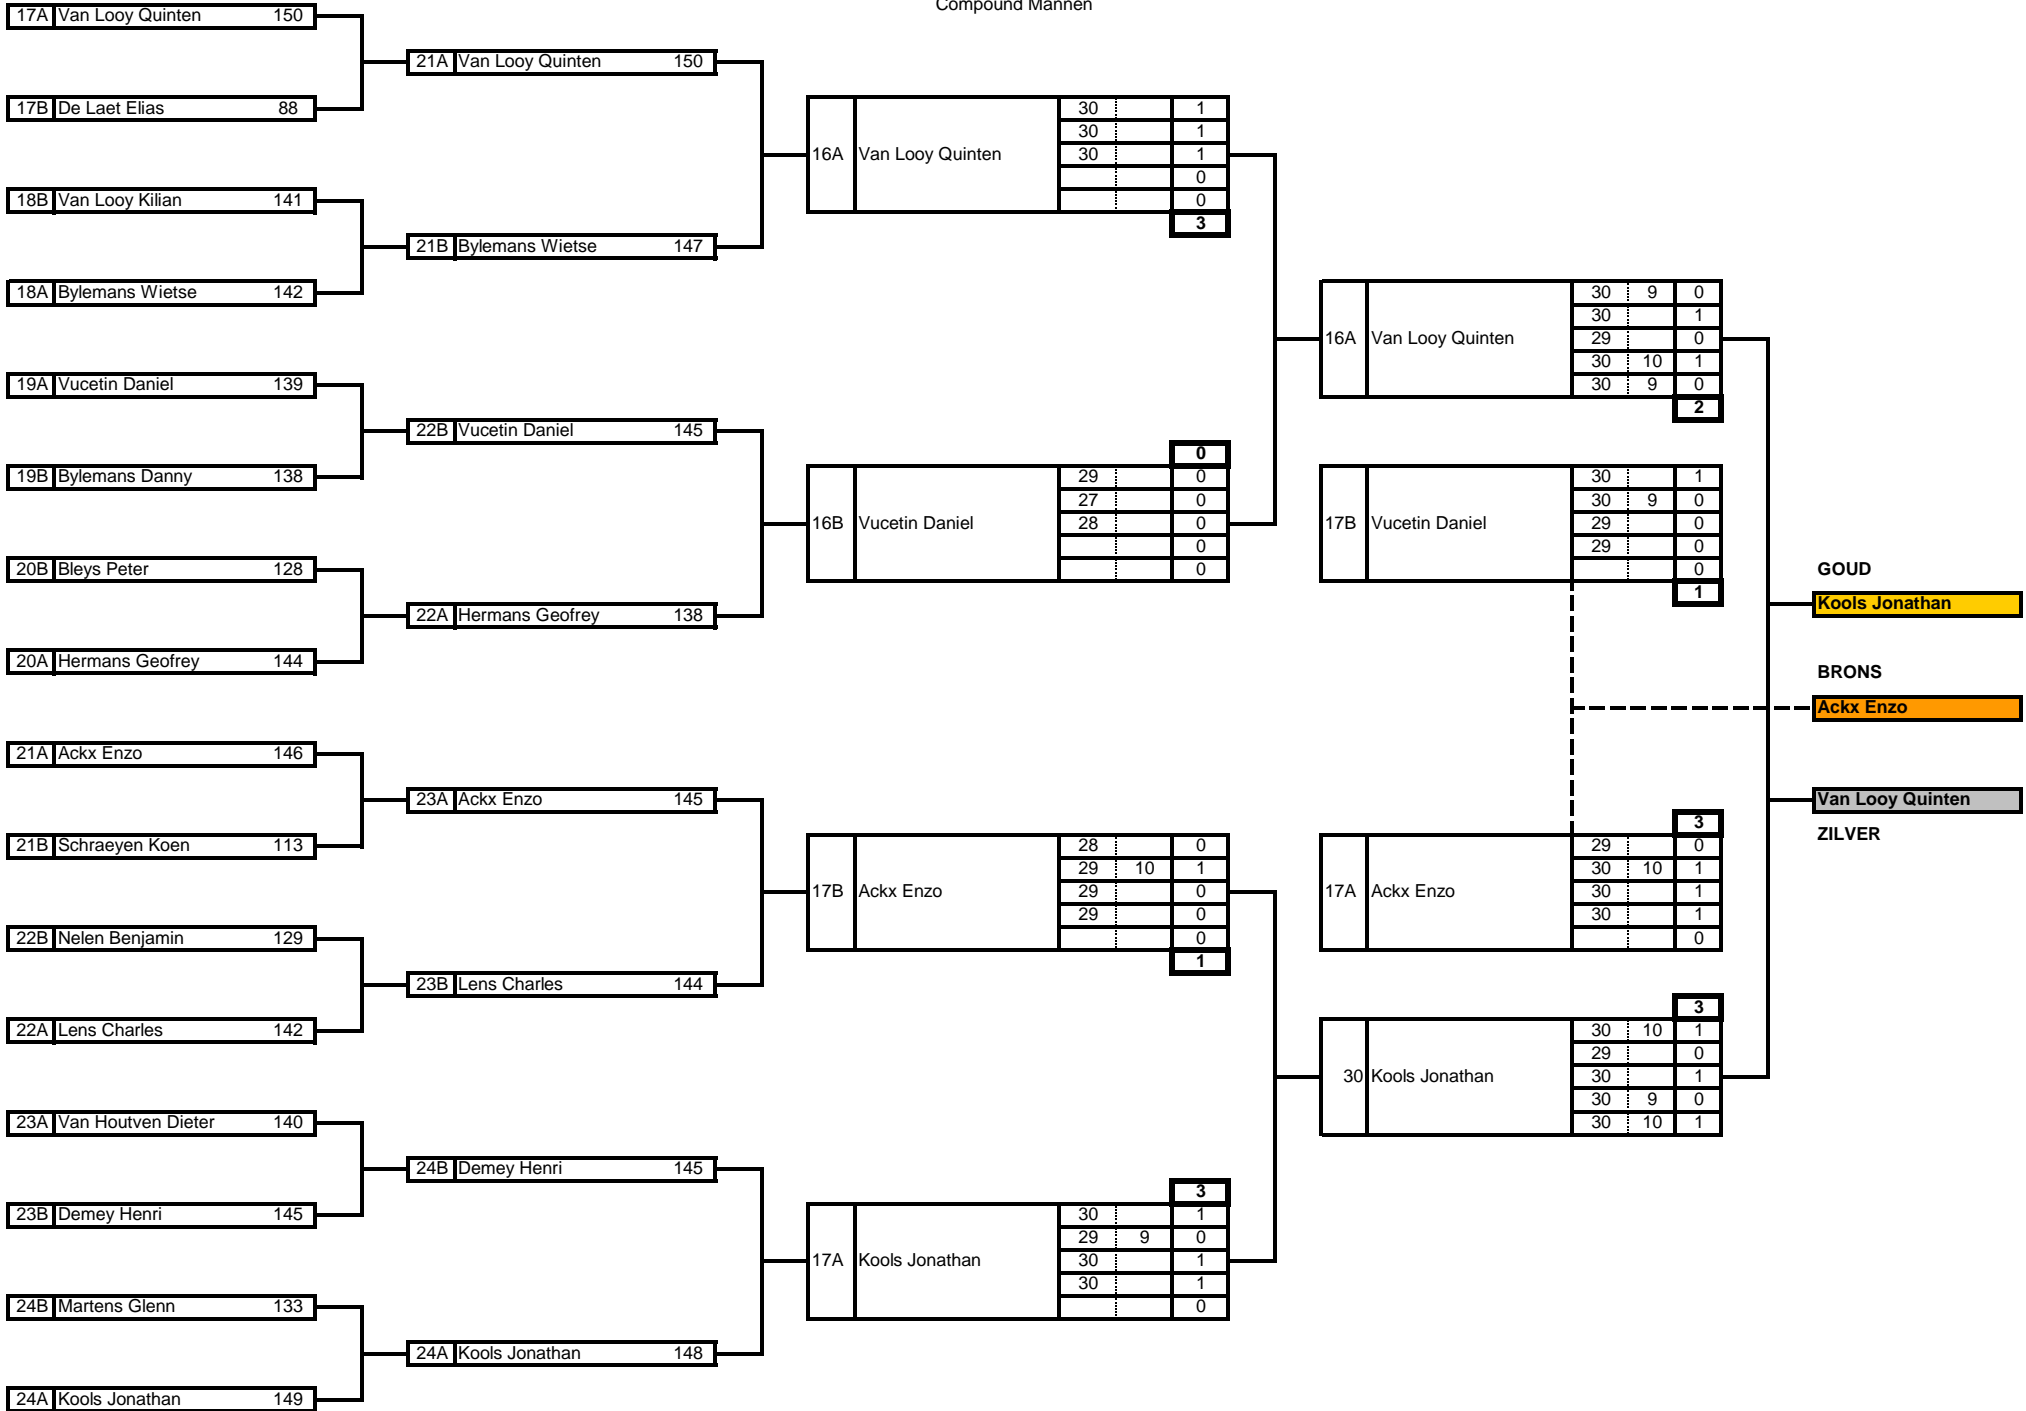 Compound Mannen
17A Van Looy Quinten 150
17B De Laet Elias 88
18B Van Looy Kilian 141
18A Bylemans Wietse 142
19A Vucetin Daniel 139
19B Bylemans Danny 138
20B Bleys Peter 128
20A Hermans Geofrey 144
21A Ackx Enzo 146
21B Schraeyen Koen 113
22B Nelen Benjamin 129
22A Lens Charles 142
23A Van Houtven Dieter 140
23B Demey Henri 145
24B Martens Glenn 133
24A Kools Jonathan 149
21A Van Looy Quinten 150
21B Bylemans Wietse 147
22B Vucetin Daniel 145
22A Hermans Geofrey 138
23A Ackx Enzo 145
23B Lens Charles 144
24B Demey Henri 145
24A Kools Jonathan 148
16A Van Looy Quinten
30 1
30 1
30 1
0
0
3
0
16B Vucetin Daniel
29 0
27 0
28 0
0
0
17B Ackx Enzo
28 0
29 10 1
29 0
29 0
0
1
3
17A Kools Jonathan
30 1
29 9 0
30 1
30 1
0
16A Van Looy Quinten
30 9 0
30 1
29 0
30 10 1
30 9 0
2
17B Vucetin Daniel
30 1
30 9 0
29 0
29 0
0
1
3
17A Ackx Enzo
29 0
30 10 1
30 1
30 1
0
3
30 Kools Jonathan
30 10 1
29 0
30 1
30 9 0
30 10 1
GOUD
Kools Jonathan
BRONS
Ackx Enzo
Van Looy Quinten
ZILVER